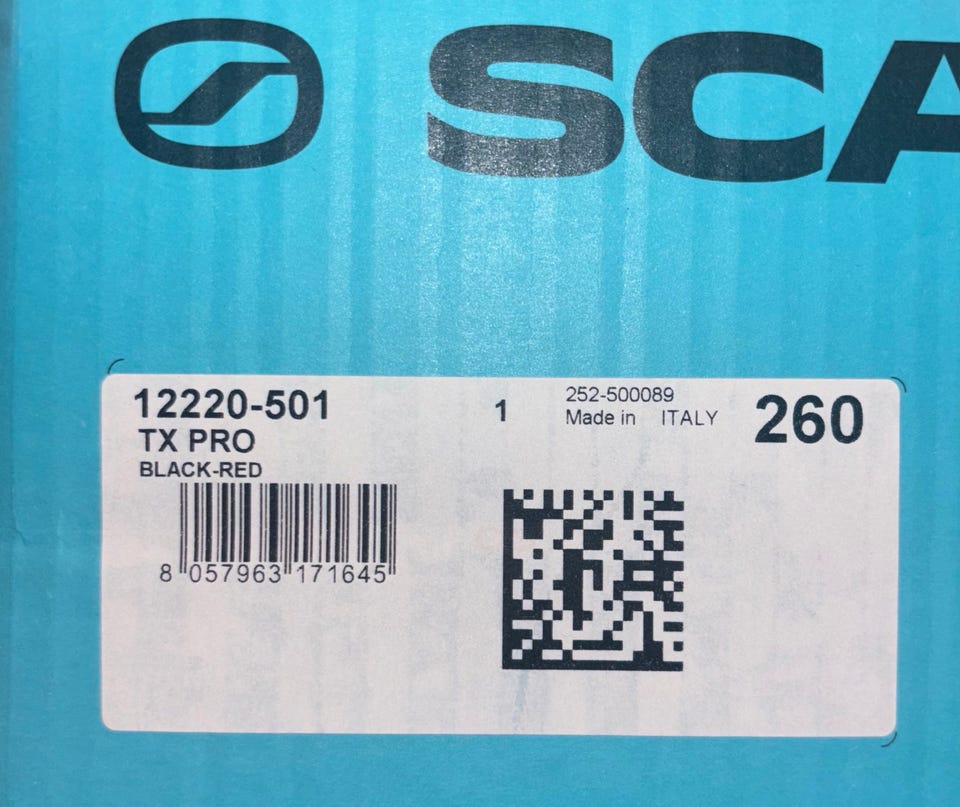 SCA
12220-501
TX PRO
BLACK-RED
1
252-500089
Made in ITALY
260
8 057963 171645